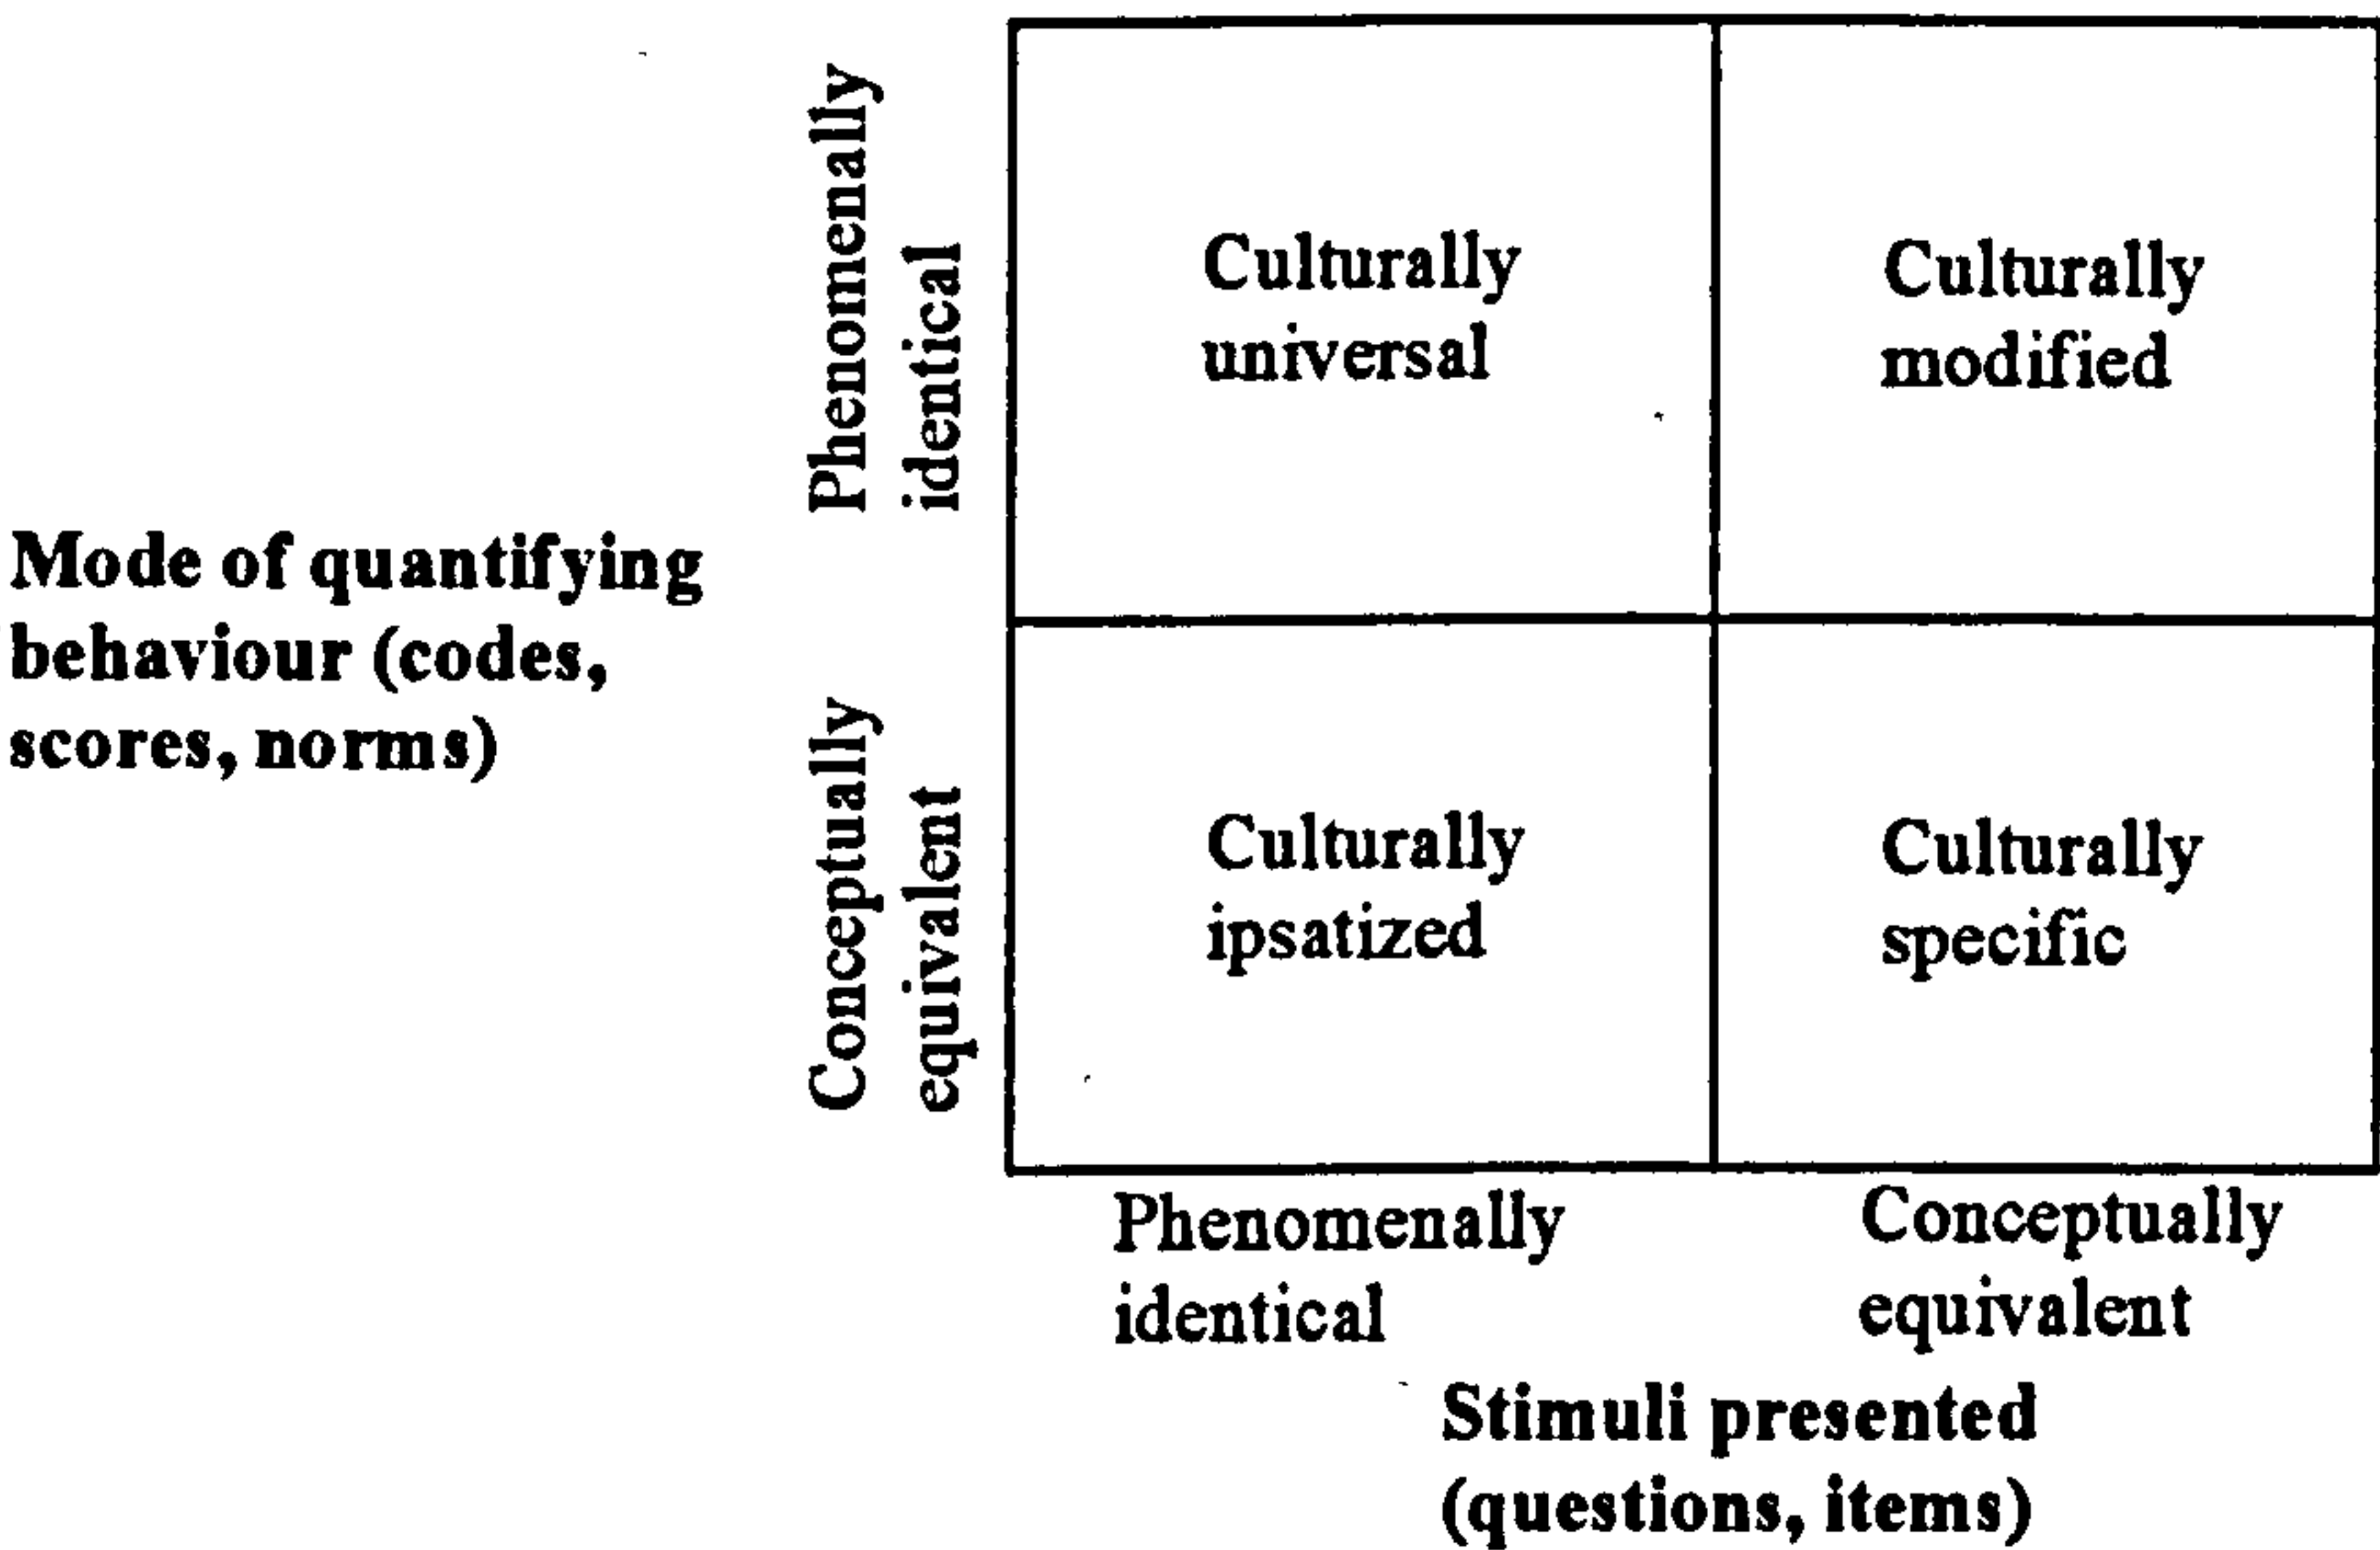 Phenomenally
identical
Culturally
universal
Culturally
modified
Mode of quantifying
behaviour (codes,
scores, norms)
Conceptually
equivalent
Culturally
ipsatized
Culturally
specific
Phenomenally
identical
Conceptually
equivalent
Stimuli presented
(questions, items)